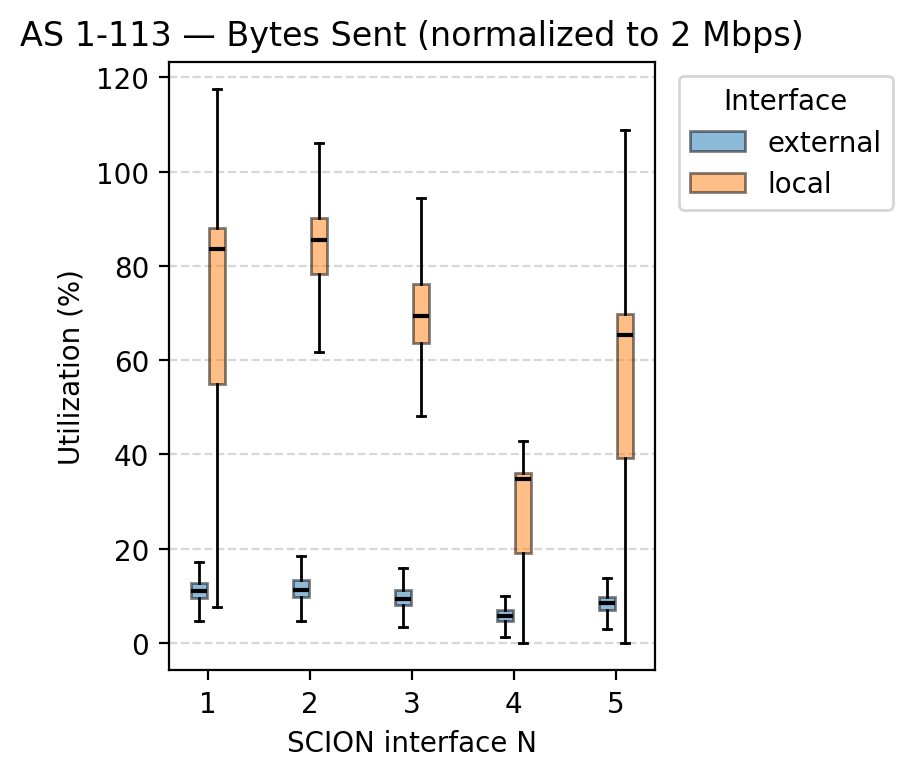 AS 1-113 — Bytes Sent (normalized to 2 Mbps)
Interface
external
local
Utilization (%)
120
100
80
60
40
20
0
1 2 3 4 5
SCION interface N